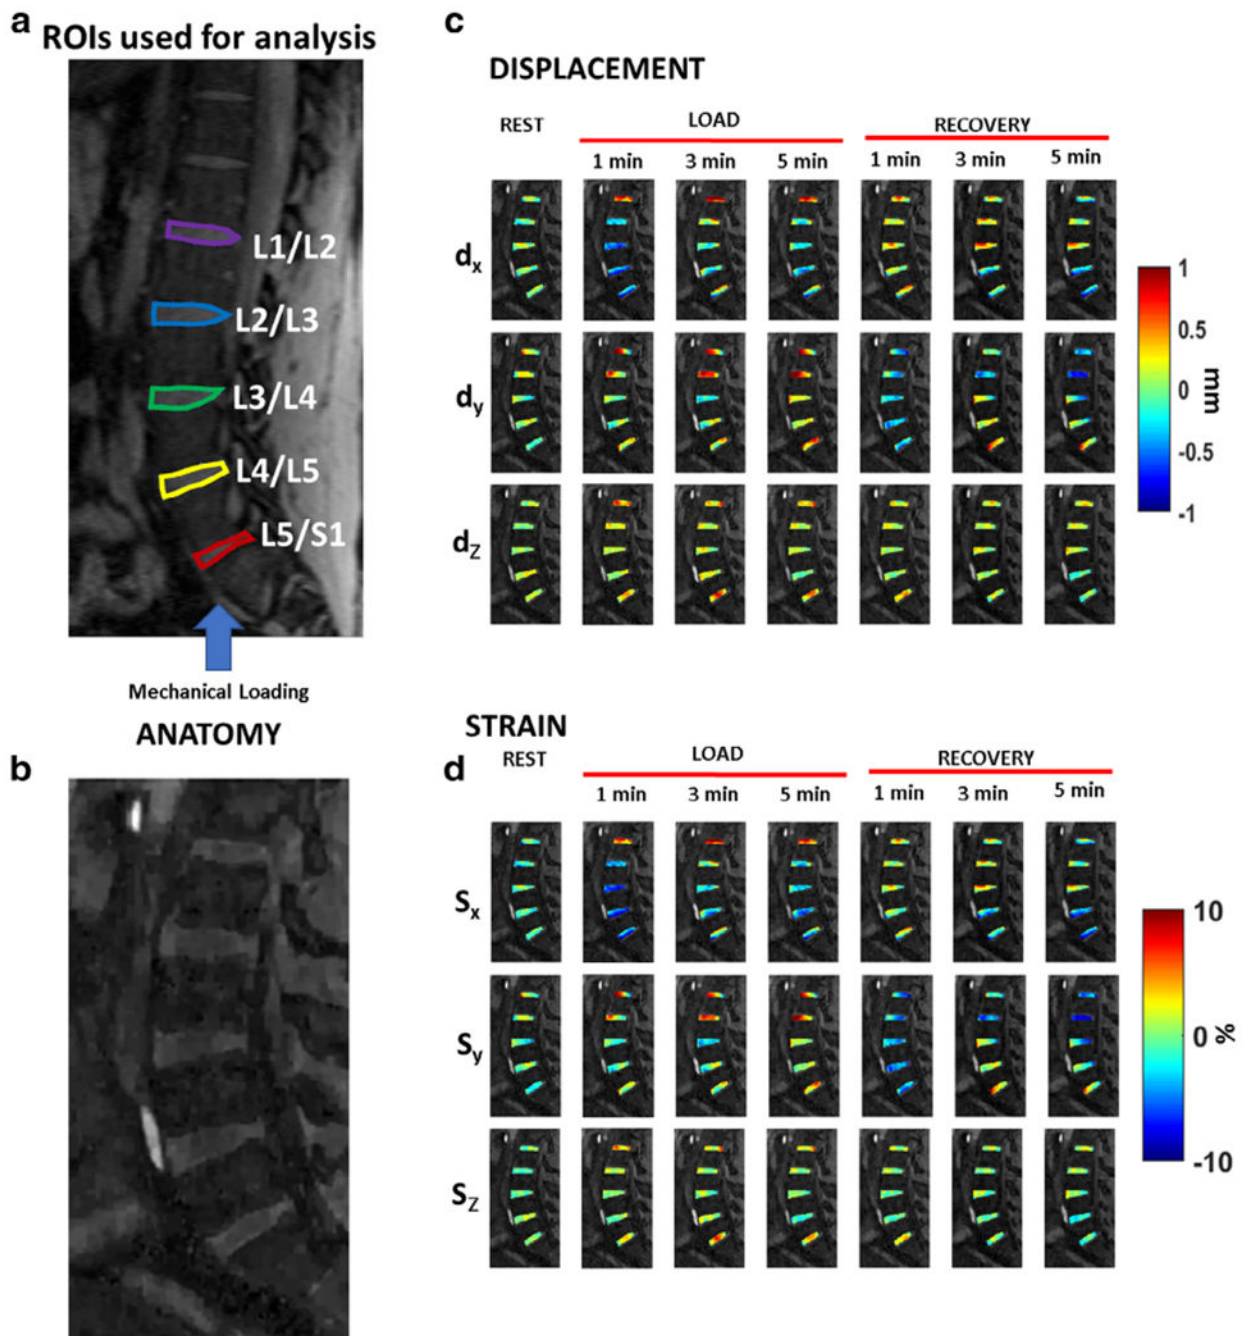 a
ROIs used for analysis
L1/L2
L2/L3
L3/L4
L4/L5
L5/S1
Mechanical Loading
ANATOMY
b
c
DISPLACEMENT
REST
LOAD
RECOVERY
1 min
3 min
5 min
1 min
3 min
5 min
dx
dy
dZ
1
0.5
0
-0.5
-1
mm
STRAIN
d
REST
LOAD
RECOVERY
1 min
3 min
5 min
1 min
3 min
5 min
Sx
Sy
SZ
10
0
-10
%